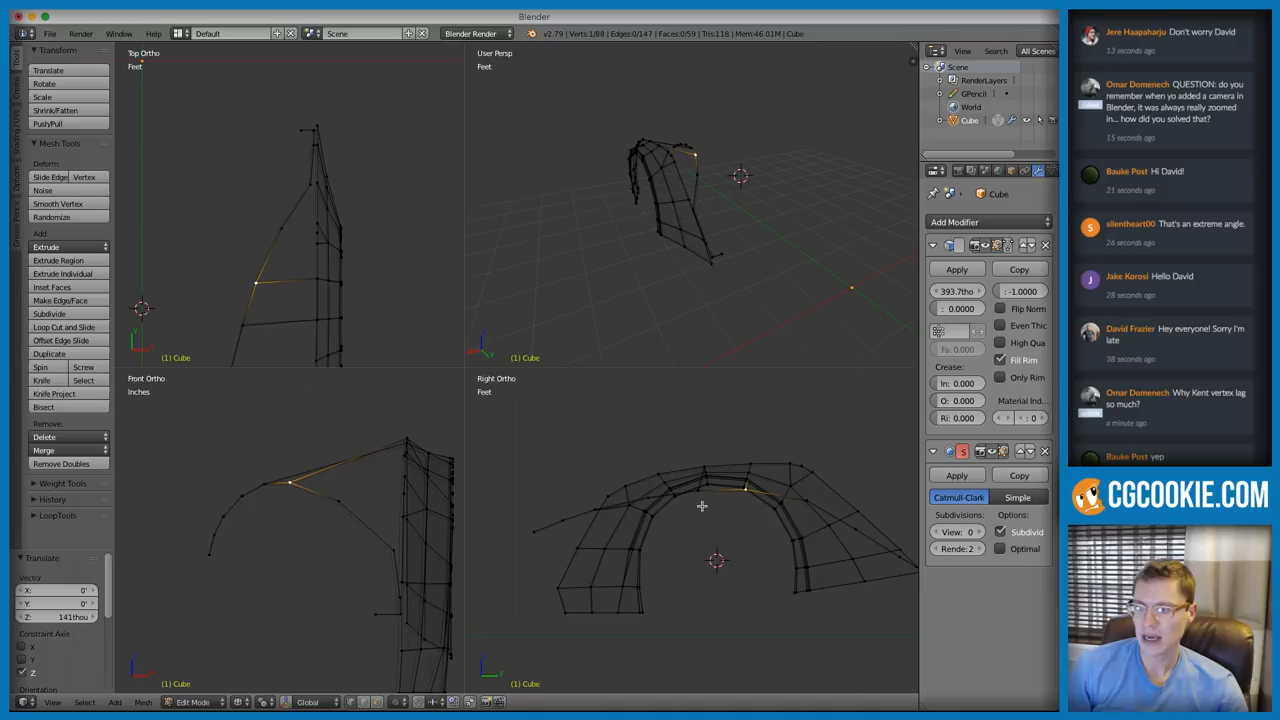 Blender
File Render Window Help
Default
Scene
Blender Render
v2.79 | Verts:1/88 | Edges:0/147 | Faces:0/59 | Tris:118 | Mem:46.01M | Cube
Transform
Translate
Rotate
Scale
Shrink/Fatten
Push/Pull
Mesh Tools
Deform:
Slide Edge Vertex
Noise
Smooth Vertex
Randomize
Add:
Extrude
Extrude Region
Extrude Individual
Inset Faces
Make Edge/Face
Subdivide
Loop Cut and Slide
Offset Edge Slide
Duplicate
Spin Screw
Knife Select
Knife Project
Bisect
Remove:
Delete
Merge
Remove Doubles
Weight Tools
History
LoopTools
Translate
Vector
X: 0'
Y: 0'
Z: 141thou
Constraint Axis
X
Y
Z
Orientation
Tools
Create
Shading / UVs
Options
Grease Pencil
Top Ortho
Feet
(1) Cube
User Persp
Feet
(1) Cube
Front Ortho
Inches
(1) Cube
Right Ortho
Feet
(1) Cube
View Select Add Mesh
Edit Mode
Global
View Search All Scenes
Scene
RenderLayers
GPencil
World
Cube
Cube
Add Modifier
Apply Copy
393.7tho : -1.0000
: 0.0000 Flip Norm
Even Thic
High Qua
Fa: 0.000 Fill Rim
Crease: Only Rim
In: 0.000
O: 0.000 Material Ind...
Ri: 0.000 : 0
S
Apply Copy
Catmull-Clark Simple
Subdivisions: Options:
View: 0 Subdivid
Rende: 2 Optimal
Jere Haapaharju Don't worry David
13 seconds ago
Omar Domenech QUESTION: do you
remember when yo added a camera in
Blender, it was always really zoomed
in... how did you solved that?
15 seconds ago
Bauke Post Hi David!
21 seconds ago
S
silentheart00 That's an extreme angle.
26 seconds ago
J
Jake Korosi Hello David
28 seconds ago
David Frazier Hey everyone! Sorry I'm
late
38 seconds ago
Omar Domenech Why Kent vertex lag
so much?
a minute ago
Bauke Post yep
CGCOOKIE.COM